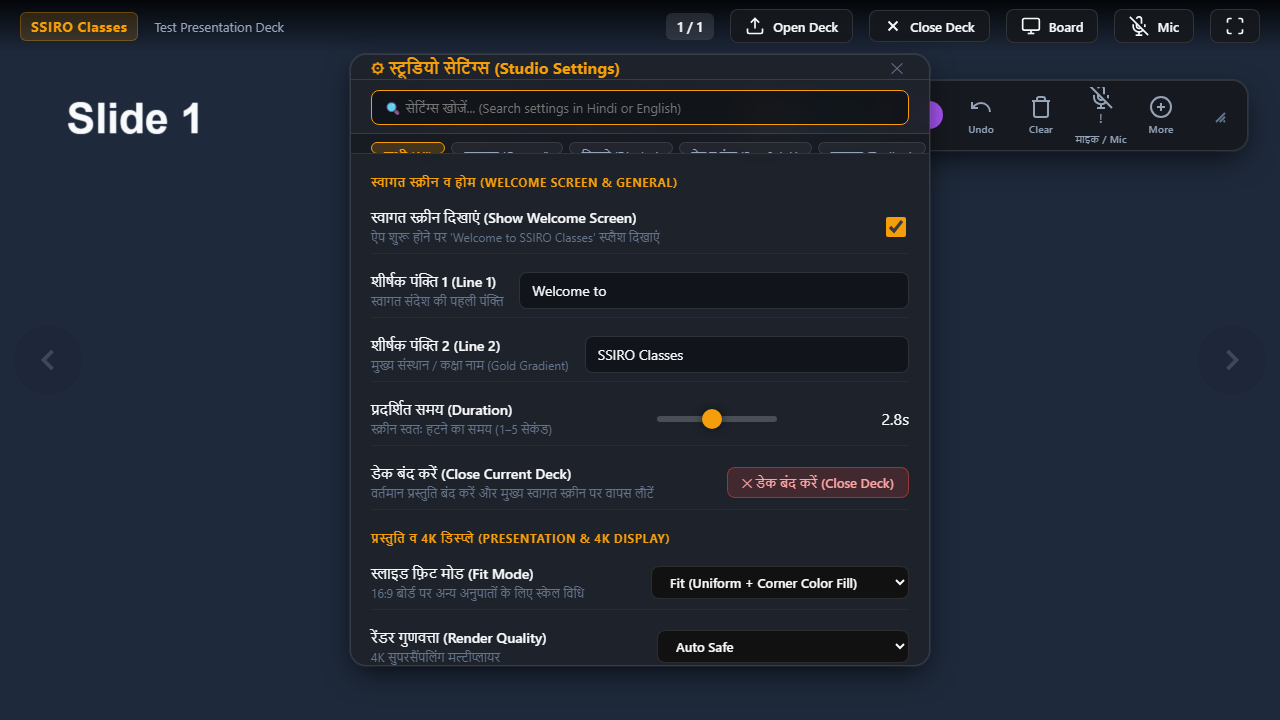 SSIRO Classes
Test Presentation Deck
1 / 1
Open Deck
Close Deck
Board
Mic
स्टूडियो सेटिंग्स (Studio Settings)
सेटिंग्स खोजें... (Search settings in Hindi or English)
Slide 1
Undo
Clear
!
माइक / Mic
More
स्वागत स्क्रीन व होम (WELCOME SCREEN & GENERAL)
स्वागत स्क्रीन दिखाएं (Show Welcome Screen)
ऐप शुरू होने पर 'Welcome to SSIRO Classes' स्प्लैश दिखाएं
शीर्षक पंक्ति 1 (Line 1)
स्वागत संदेश की पहली पंक्ति
Welcome to
शीर्षक पंक्ति 2 (Line 2)
मुख्य संस्थान / कक्षा नाम (Gold Gradient)
SSIRO Classes
प्रदर्शित समय (Duration)
स्क्रीन स्वतः हटने का समय (1–5 सेकंड)
2.8s
डेक बंद करें (Close Current Deck)
वर्तमान प्रस्तुति बंद करें और मुख्य स्वागत स्क्रीन पर वापस लौटें
डेक बंद करें (Close Deck)
प्रस्तुति व 4K डिस्प्ले (PRESENTATION & 4K DISPLAY)
स्लाइड फ़िट मोड (Fit Mode)
16:9 बोर्ड पर अन्य अनुपातों के लिए स्केल विधि
Fit (Uniform + Corner Color Fill)
रेंडर गुणवत्ता (Render Quality)
4K सुपरसैंपलिंग मल्टीप्लायर
Auto Safe